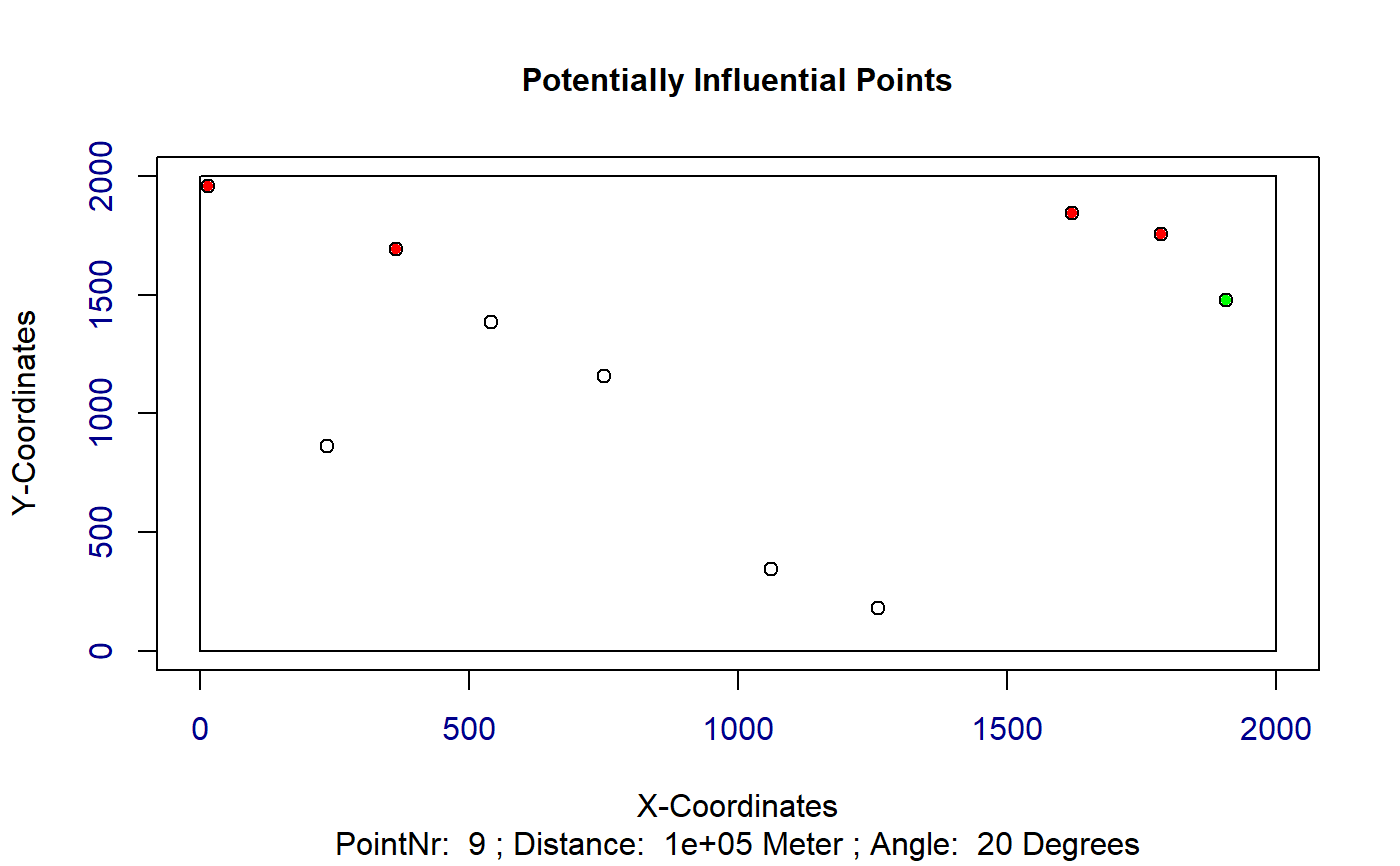 Potentially Influential Points
2000
1500
1000
500
0
Y-Coordinates
0 500 1000 1500 2000
X-Coordinates
PointNr:  9 ; Distance:  1e+05 Meter ; Angle:  20 Degrees